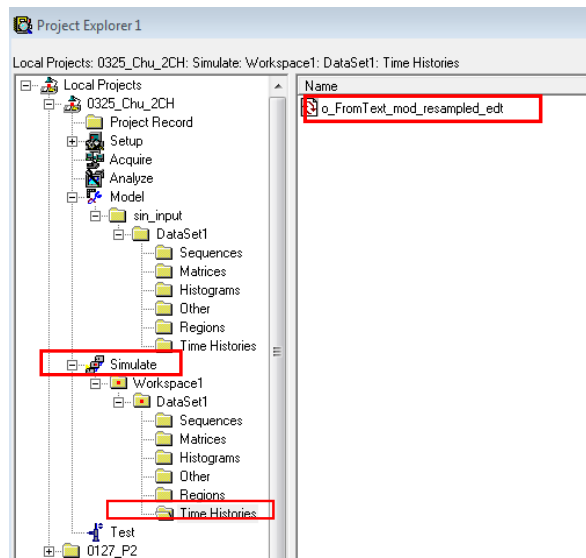 Project Explorer 1
Local Projects: 0325_Chu_2CH: Simulate: Workspace1: DataSet1: Time Histories
Local Projects
0325_Chu_2CH
Project Record
Setup
Acquire
Analyze
Model
sin_input
DataSet1
Sequences
Matrices
Histograms
Other
Regions
Time Histories
Simulate
Workspace1
DataSet1
Sequences
Matrices
Histograms
Other
Regions
Time Histories
Test
0127_P2
Name
o_FromText_mod_resampled_edt